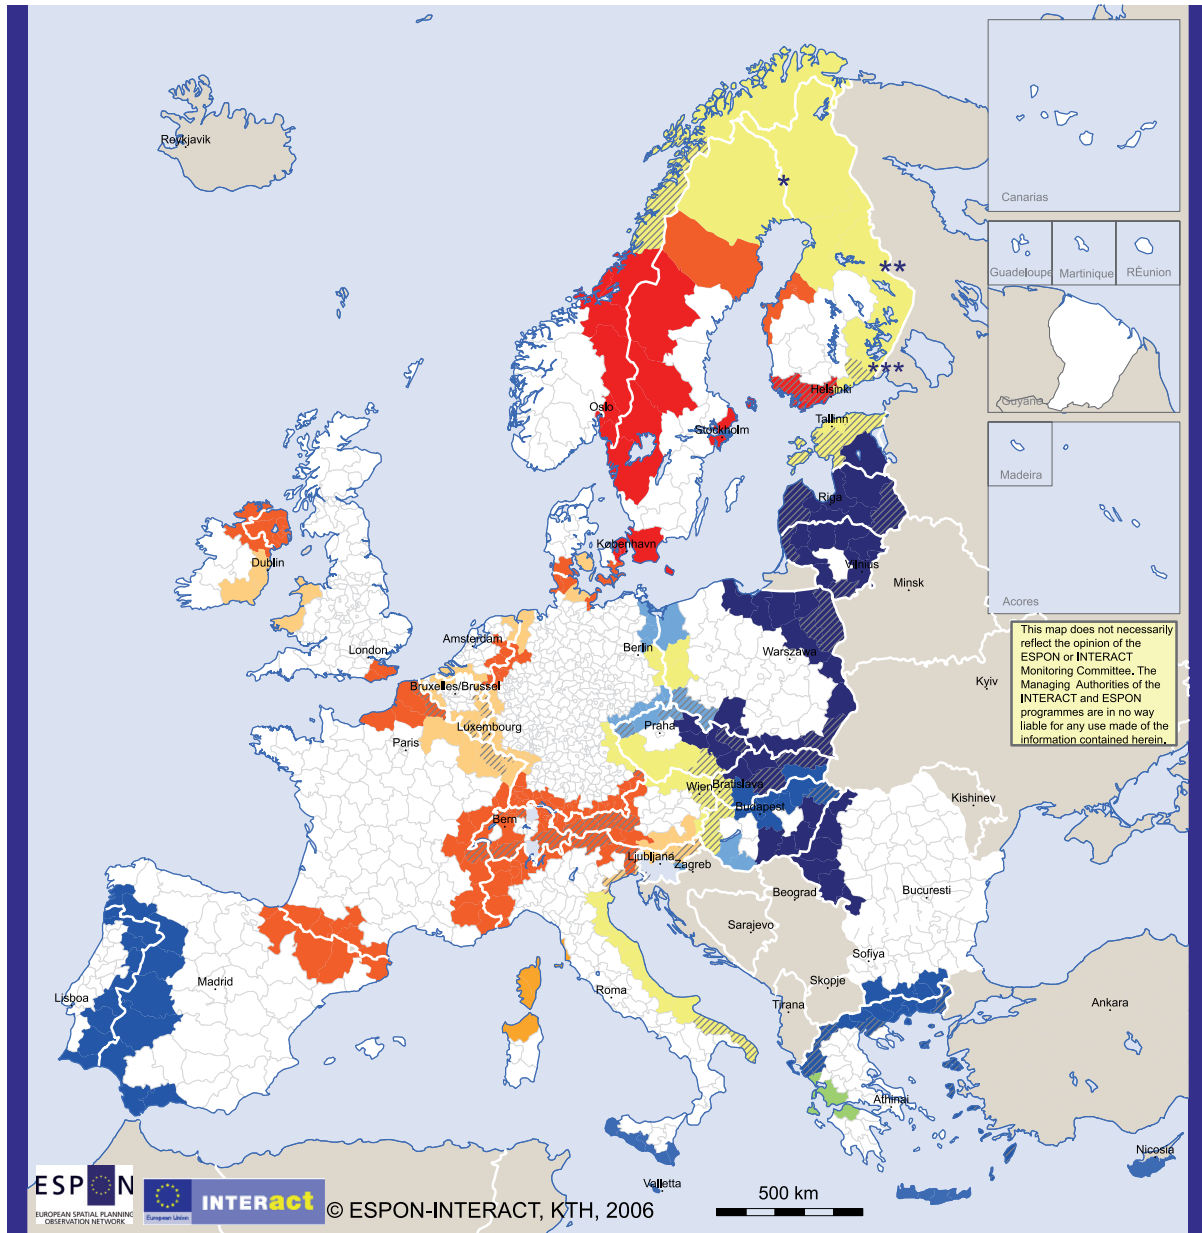 Reykjavik
Canarias
*
Guadeloupe
Martinique
RÉunion
**
Guyane
***
Helsinki
Oslo
Stockholm
Tallinn
Madeira
Riga
København
Dublin
Vilnius
Minsk
Acores
Amsterdam
London
Berlin
Warszawa
This map does not necessarily
reflect the opinion of the
ESPON or INTERACT
Monitoring Committee. The
Managing Authorities of the
INTERACT and ESPON
programmes are in no way
liable for any use made of the
information contained herein.
Bruxelles/Brussel
Kyiv
Luxembourg
Praha
Paris
Wien
Bratislava
Budapest
Kishinev
Bern
Ljubljana
Zagreb
Beograd
Bucuresti
Sarajevo
Sofiya
Madrid
Skopje
Roma
Lisboa
Tirana
Ankara
Athinai
Nicosia
Valletta
ESPON
EUROPEAN SPATIAL PLANNING
OBSERVATION NETWORK
European Union
INTERact
© ESPON-INTERACT, KTH, 2006
500 km